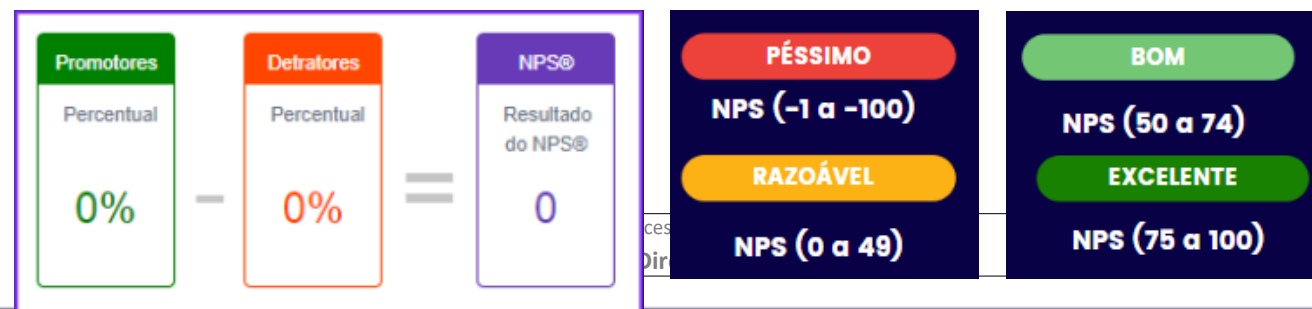 Promotores
Percentual
0%
-
Detratores
Percentual
0%
=
NPS®
Resultado
do NPS®
0
PÉSSIMO
NPS (-1 a -100)
RAZOÁVEL
NPS (0 a 49)
BOM
NPS (50 a 74)
EXCELENTE
NPS (75 a 100)